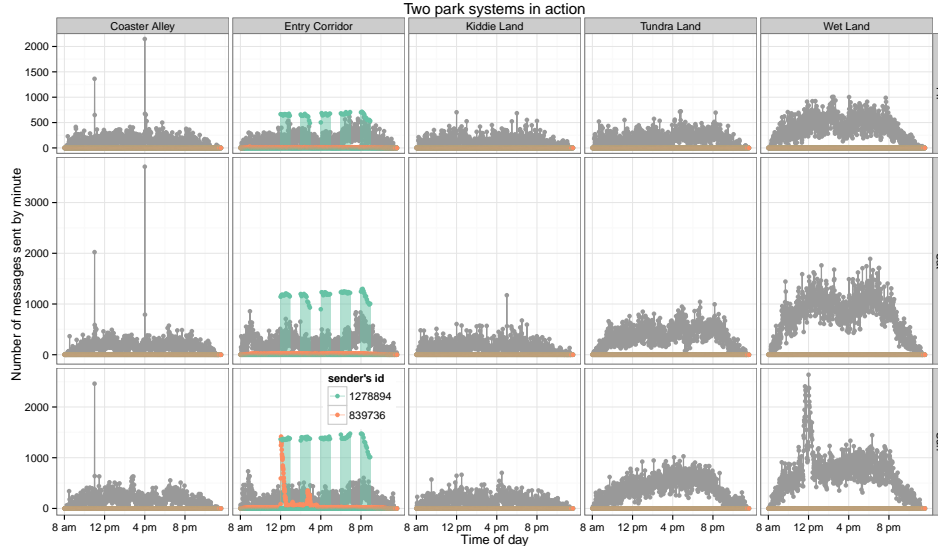 Two park systems in action
Coaster Alley Entry Corridor Kiddie Land Tundra Land Wet Land
Number of messages sent by minute
2000
1500
1000
500
0
3000
2000
1000
0
2000
1000
0
sender's id
1278894
839736
8 am 12 pm 4 pm 8 pm 8 am 12 pm 4 pm 8 pm 8 am 12 pm 4 pm 8 pm 8 am 12 pm 4 pm 8 pm 8 am 12 pm 4 pm 8 pm
Time of day